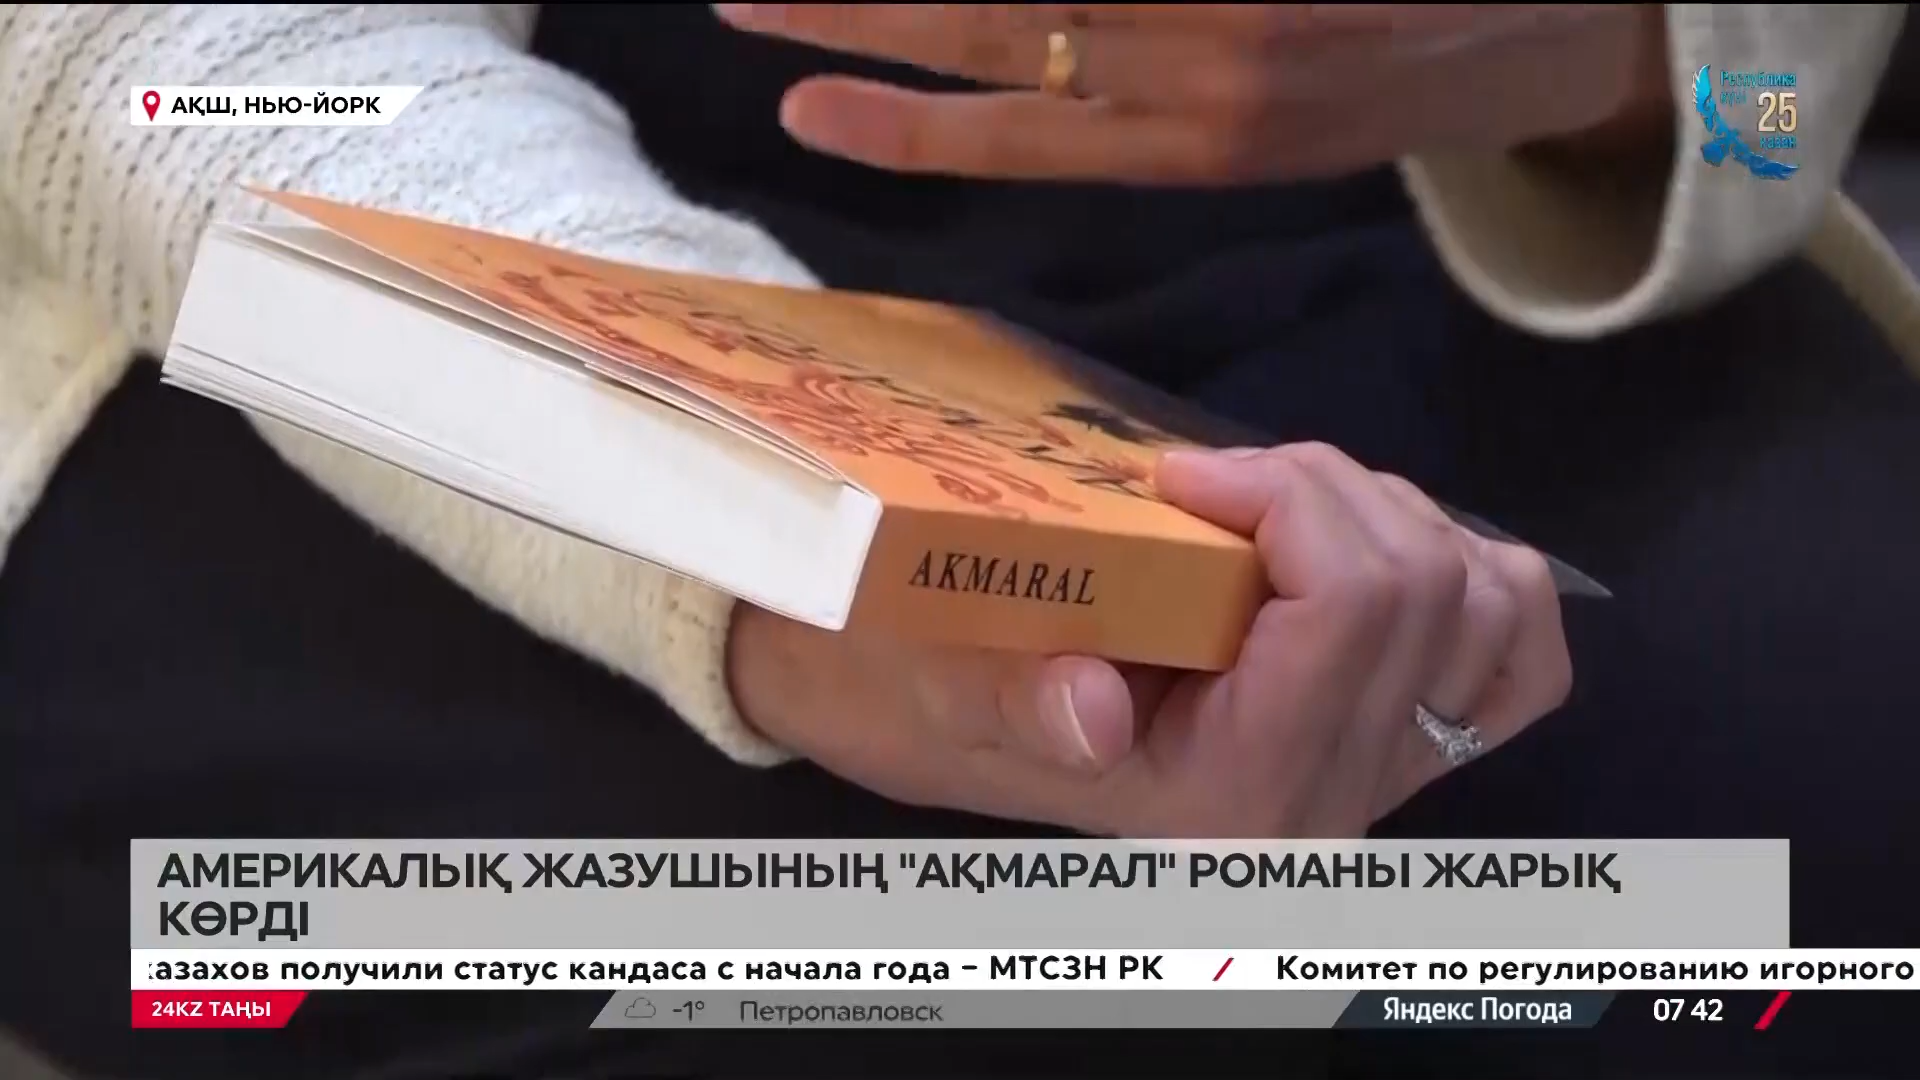 АҚШ, НЬЮ-ЙОРК
Республика
күні
25
қазан
AKMARAL
АМЕРИКАЛЫҚ ЖАЗУШЫНЫҢ "АҚМАРАЛ" РОМАНЫ ЖАРЫҚ
КӨРДІ
казахов получили статус кандаса с начала года – МТСЗН РК / Комитет по регулированию игорного
24KZ ТАҢЫ
-1° Петропавловск
Яндекс Погода
07 42